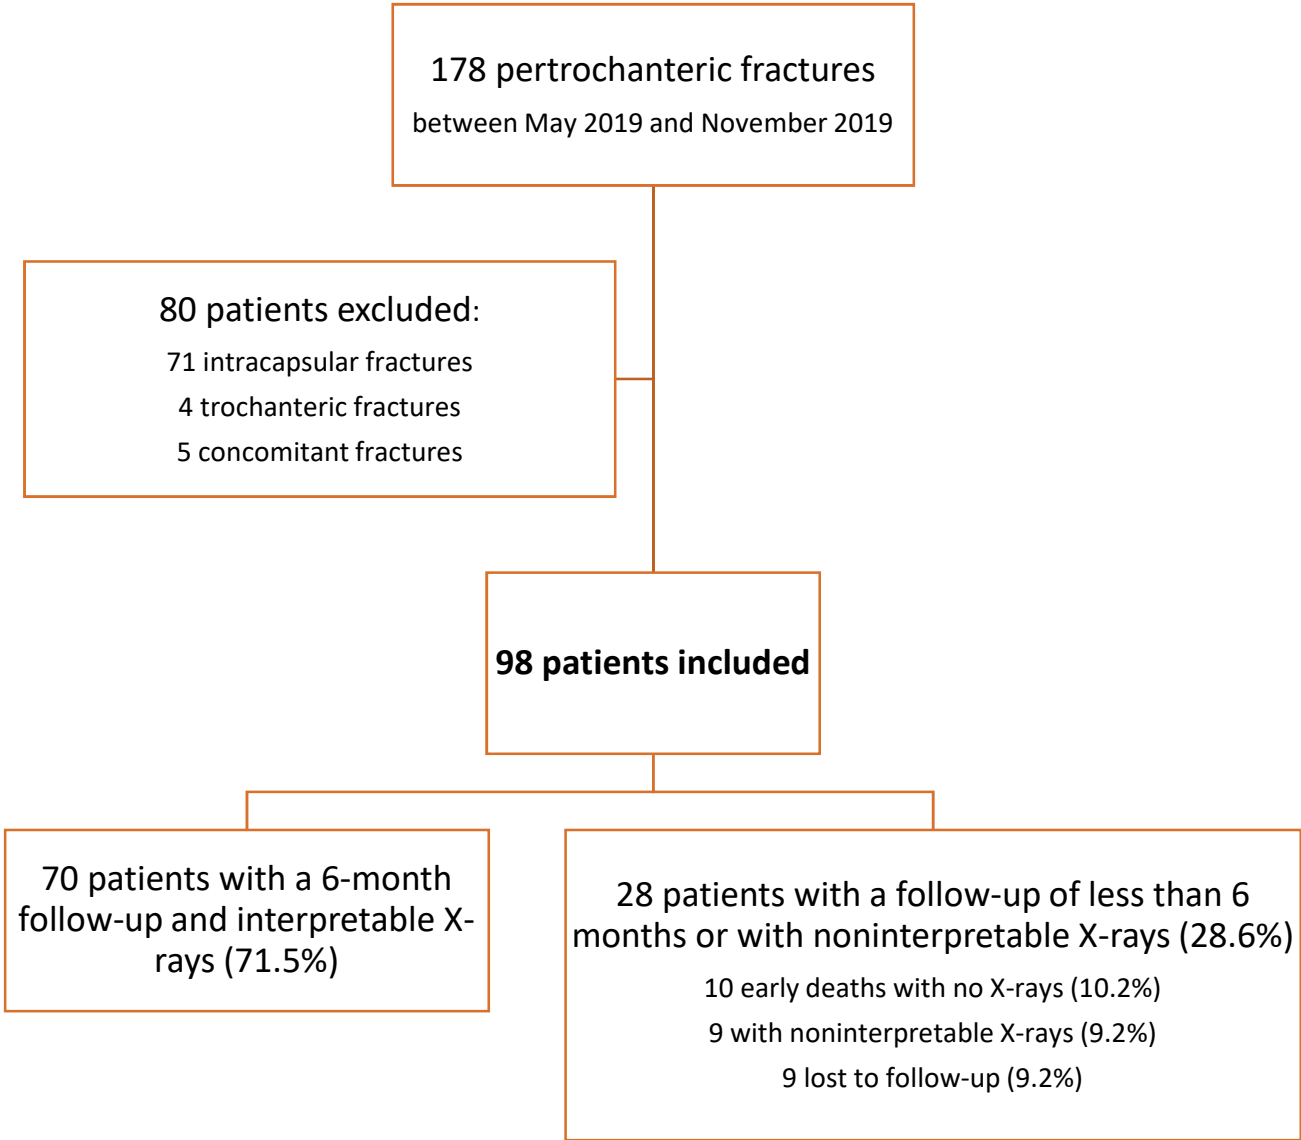 178 pertrochanteric fractures
between May 2019 and November 2019
80 patients excluded:
71 intracapsular fractures
4 trochanteric fractures
5 concomitant fractures
98 patients included
70 patients with a 6-month
follow-up and interpretable X-
rays (71.5%)
28 patients with a follow-up of less than 6
months or with noninterpretable X-rays (28.6%)
10 early deaths with no X-rays (10.2%)
9 with noninterpretable X-rays (9.2%)
9 lost to follow-up (9.2%)